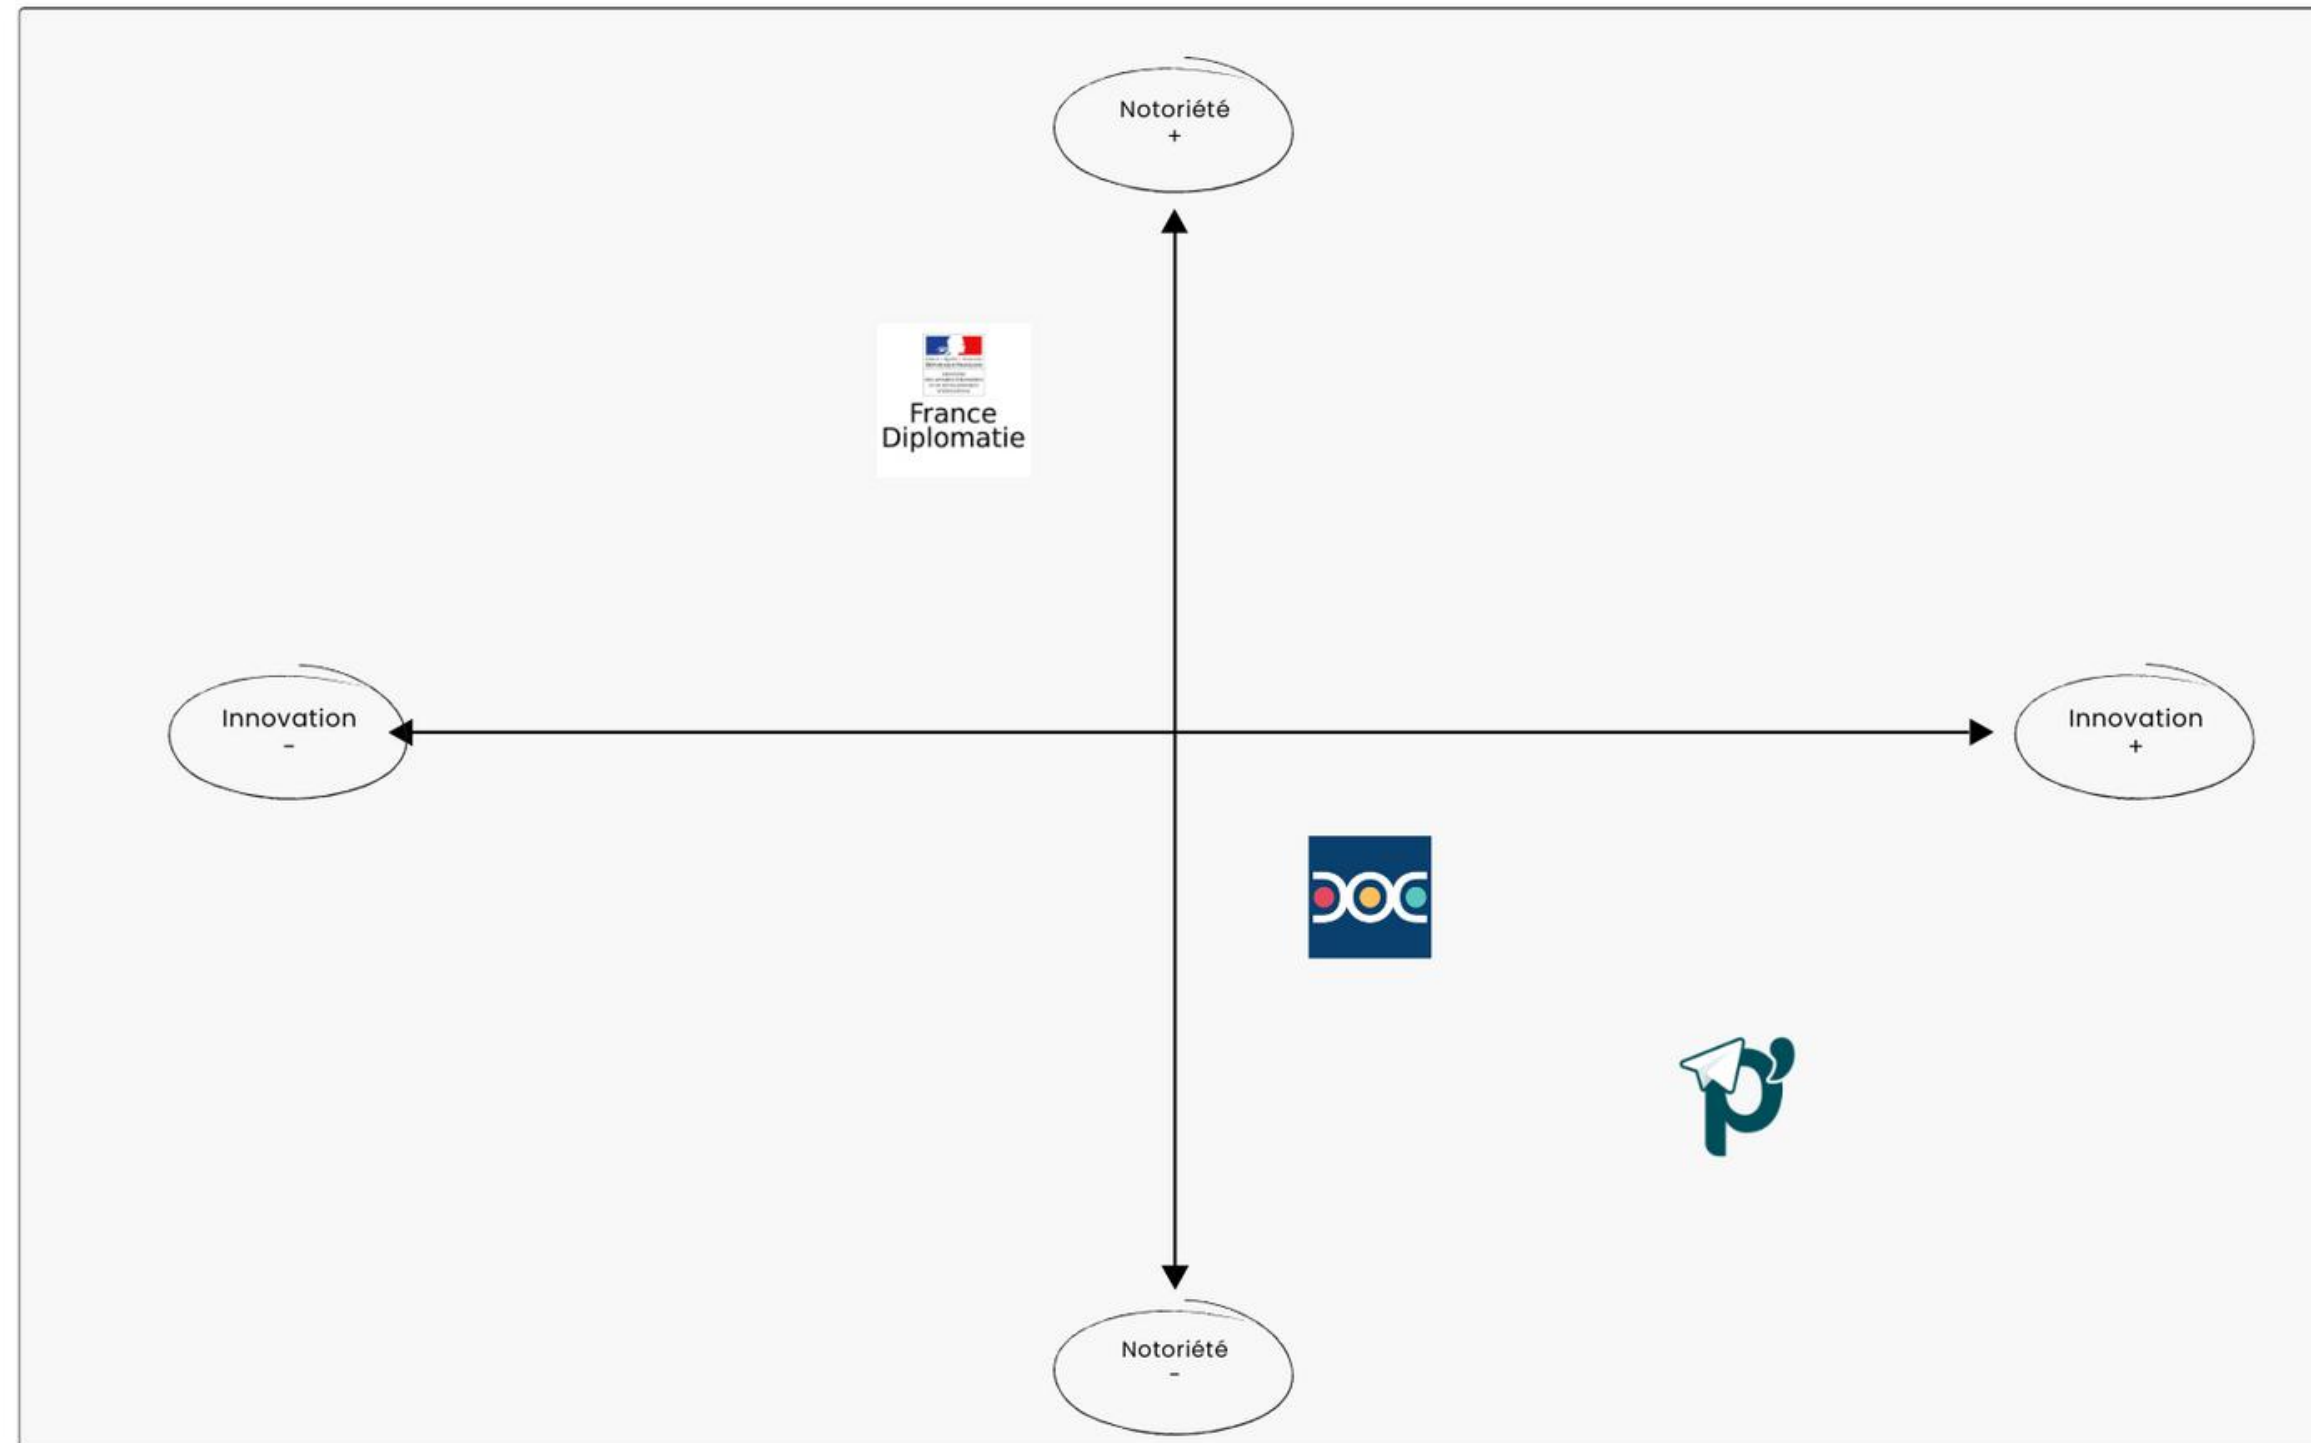 Notoriété
+
France
Diplomatie
Innovation
-
Innovation
+
Notoriété
-